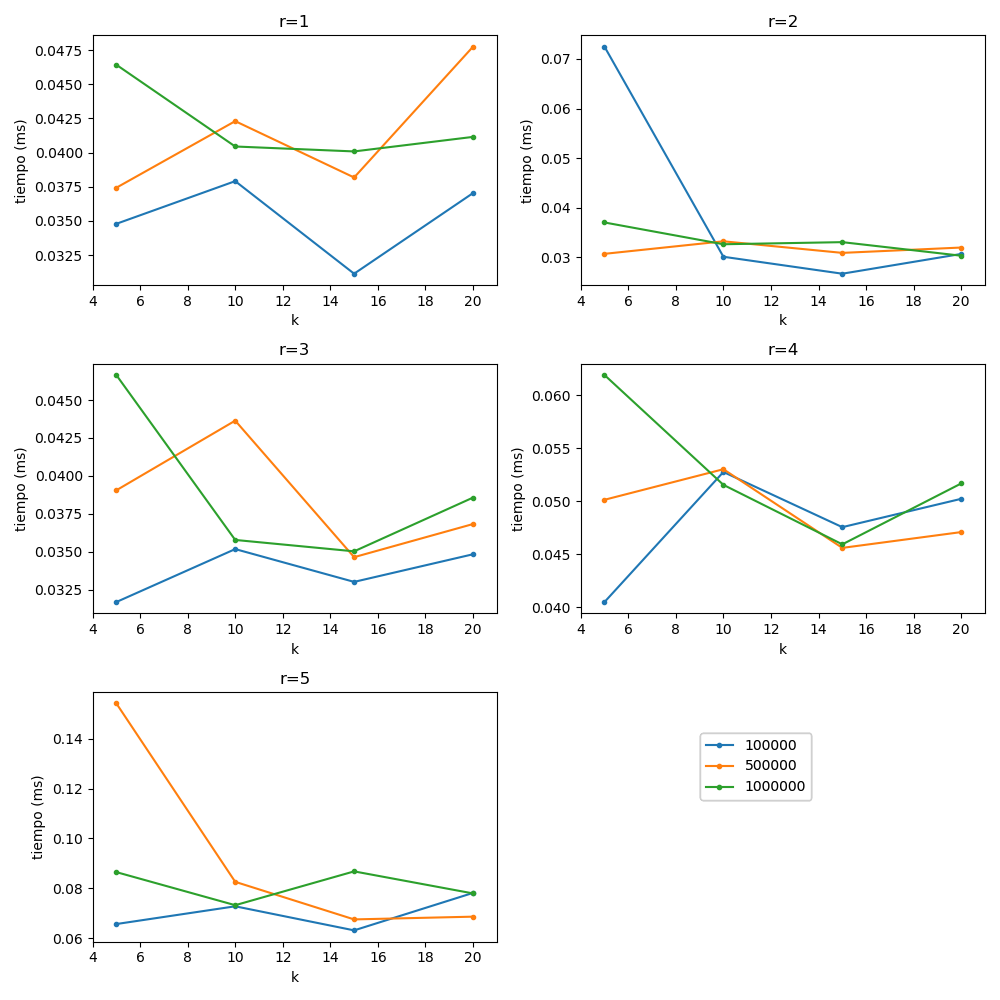 r=1
0.0475
0.0450
0.0425
0.0400
0.0375
0.0350
0.0325
tiempo (ms)
4 6 8 10 12 14 16 18 20
k
r=2
0.07
0.06
0.05
0.04
0.03
tiempo (ms)
4 6 8 10 12 14 16 18 20
k
r=3
0.0450
0.0425
0.0400
0.0375
0.0350
0.0325
tiempo (ms)
4 6 8 10 12 14 16 18 20
k
r=4
0.060
0.055
0.050
0.045
0.040
tiempo (ms)
4 6 8 10 12 14 16 18 20
k
r=5
0.14
0.12
0.10
0.08
0.06
tiempo (ms)
4 6 8 10 12 14 16 18 20
k
100000
500000
1000000